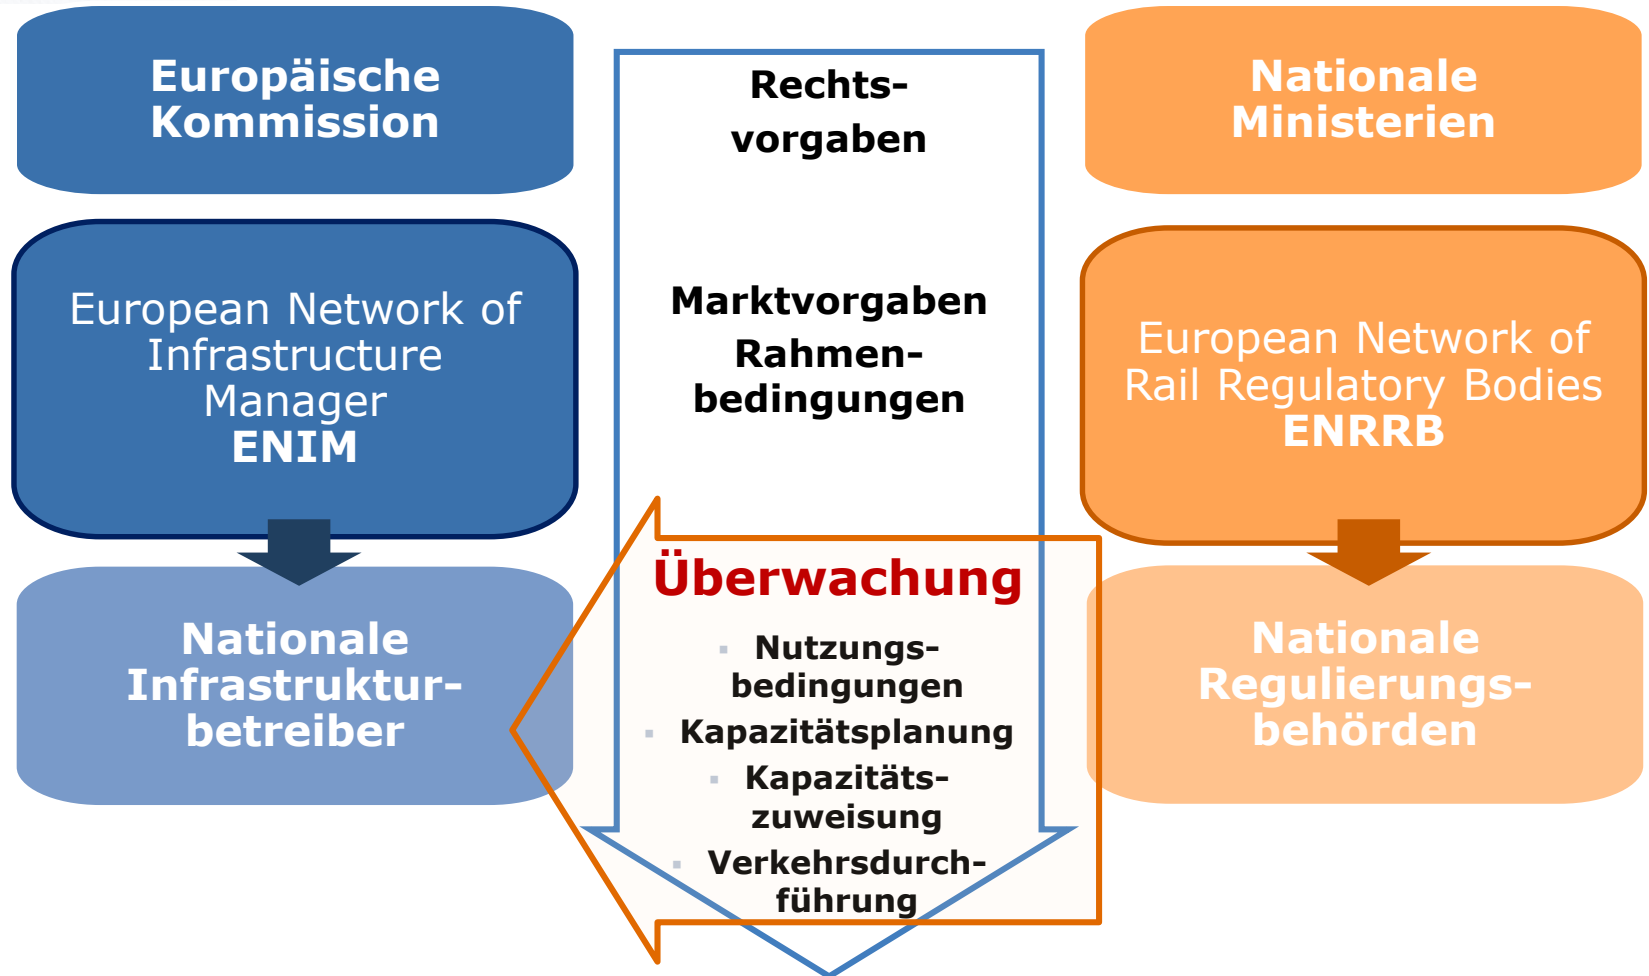 Europäische
Kommission
Rechts-
vorgaben
Nationale
Ministerien
European Network of
Infrastructure
Manager
ENIM
Marktvorgaben
Rahmen-
bedingungen
European Network of
Rail Regulatory Bodies
ENRRB
Nationale
Infrastruktur-
betreiber
Überwachung
▪ Nutzungs-
bedingungen
▪ Kapazitätsplanung
▪ Kapazitäts-
zuweisung
▪ Verkehrsdurch-
führung
Nationale
Regulierungs-
behörden